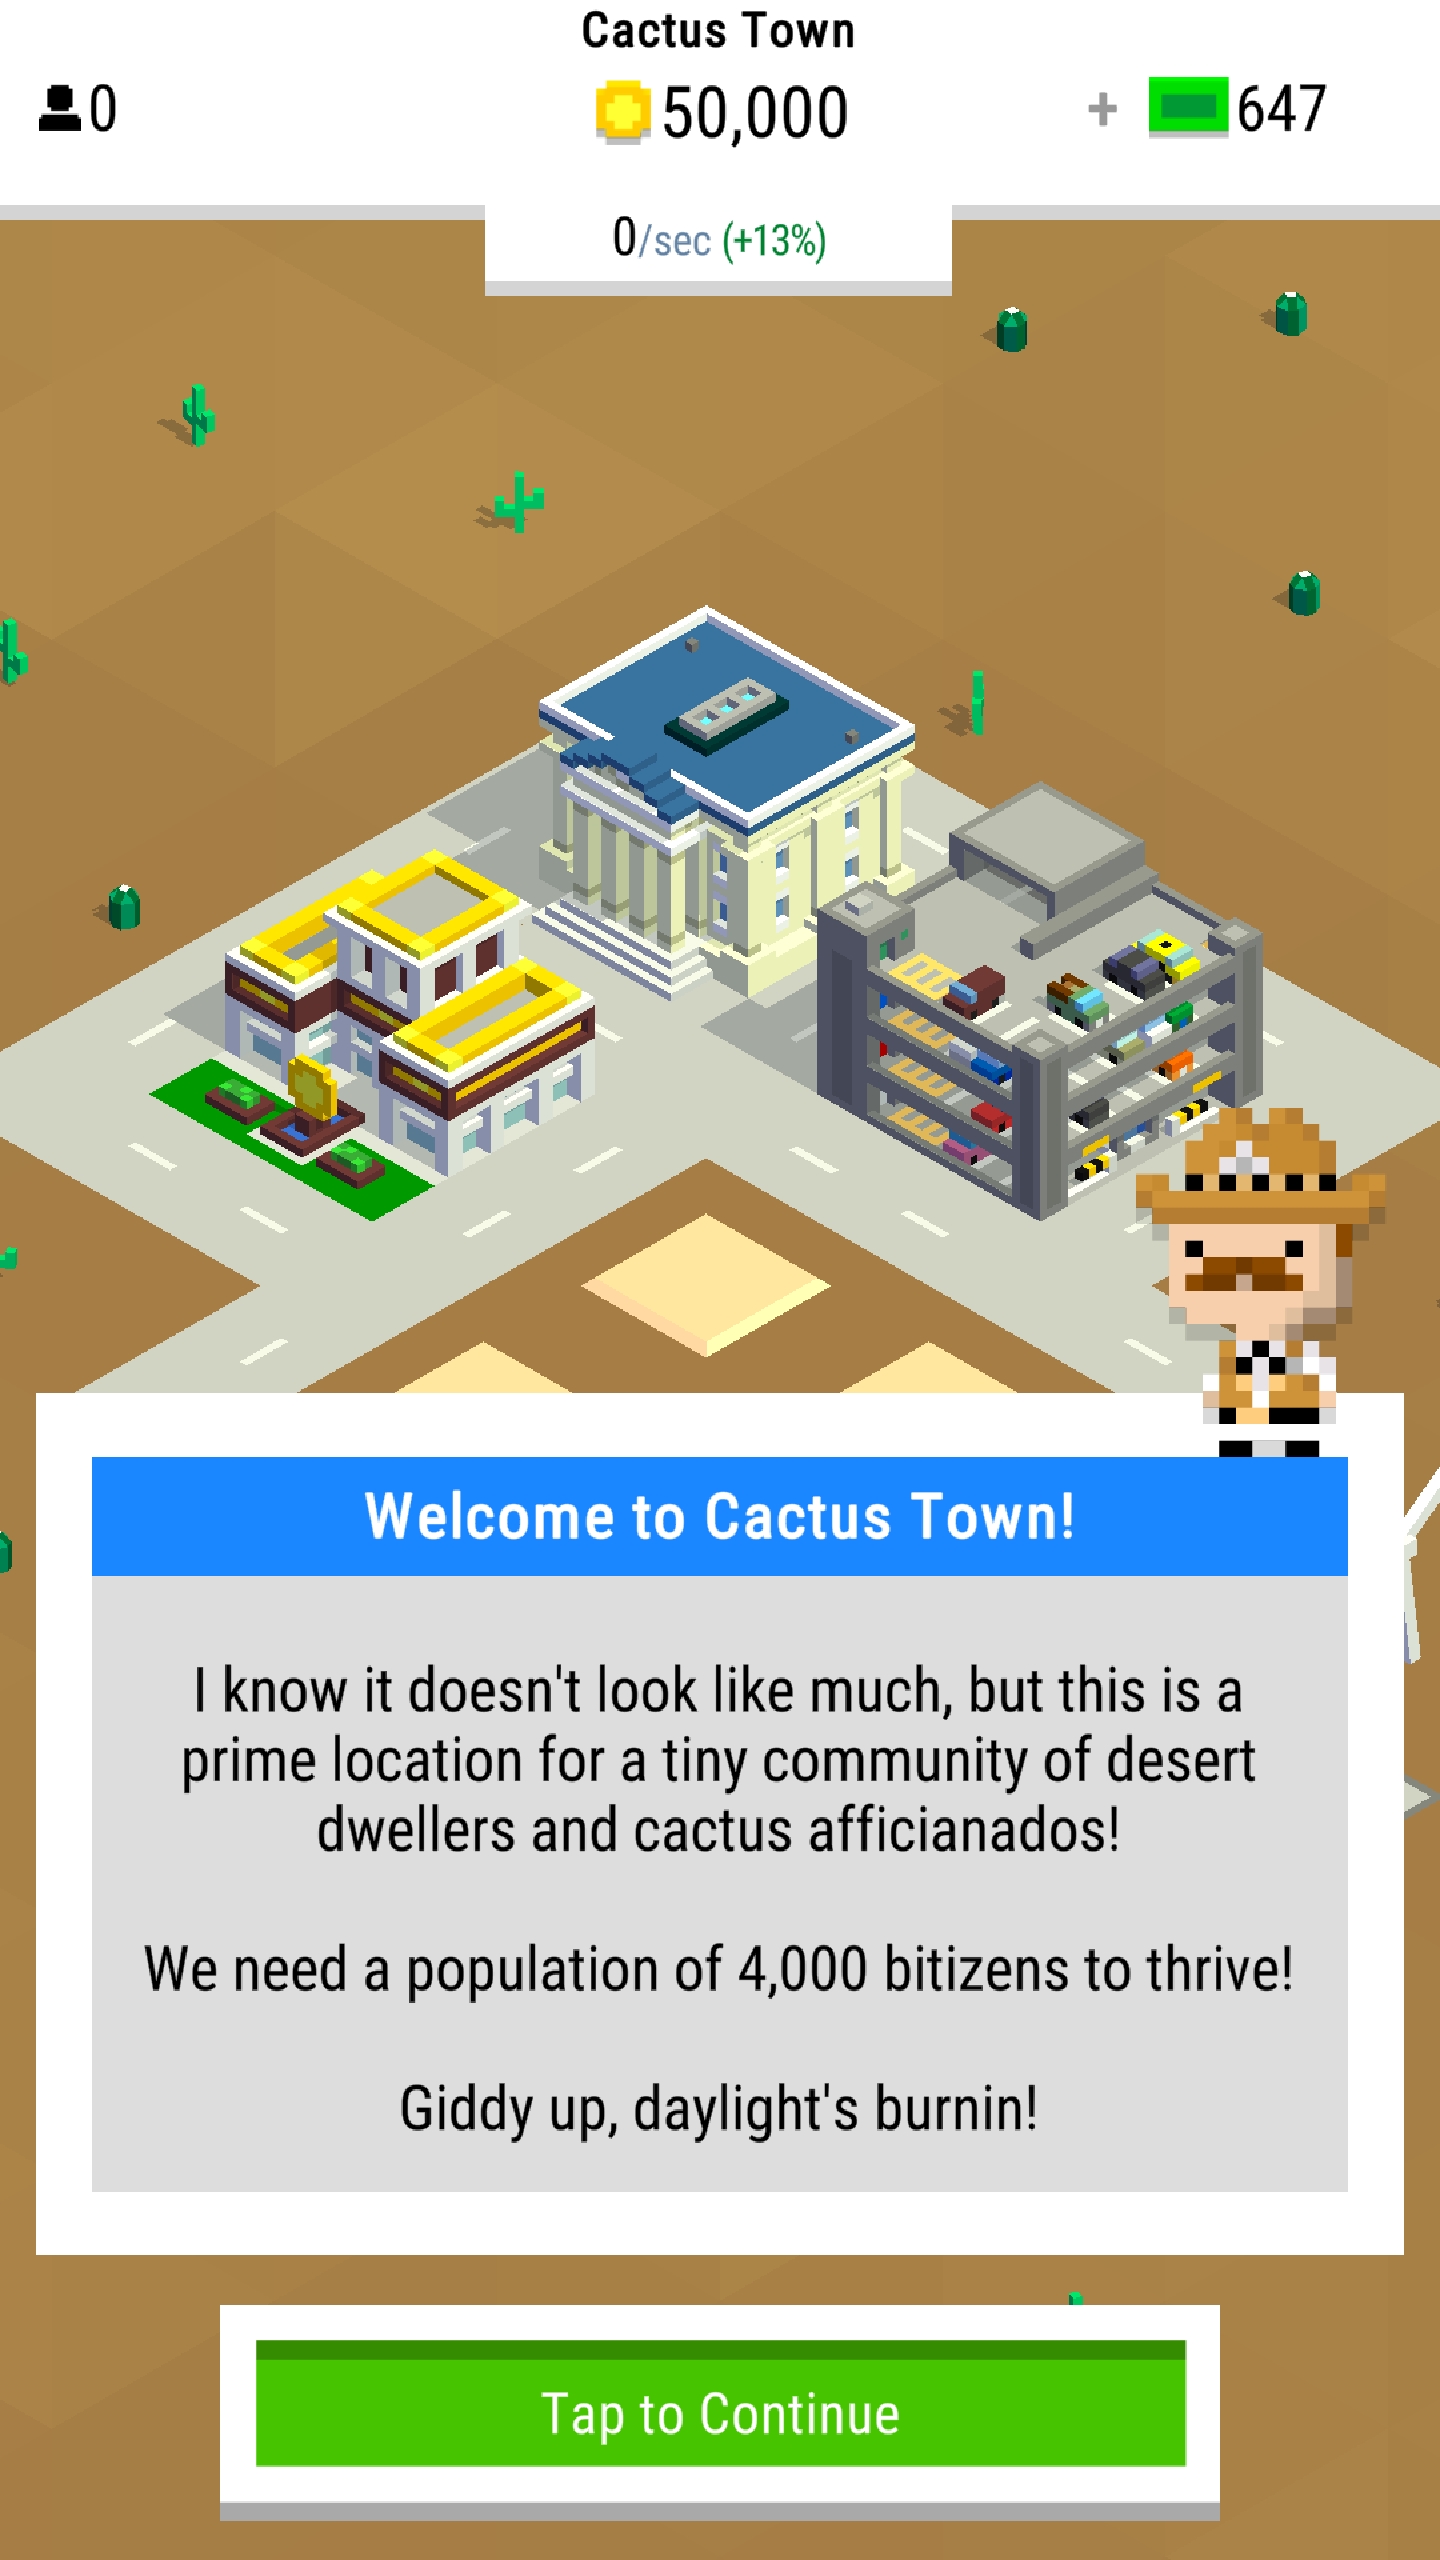 Cactus Town
0
50,000
+ 647
0/sec (+13%)
Welcome to Cactus Town!
I know it doesn't look like much, but this is a
prime location for a tiny community of desert
dwellers and cactus afficianados!
We need a population of 4,000 bitizens to thrive!
Giddy up, daylight's burnin!
Tap to Continue